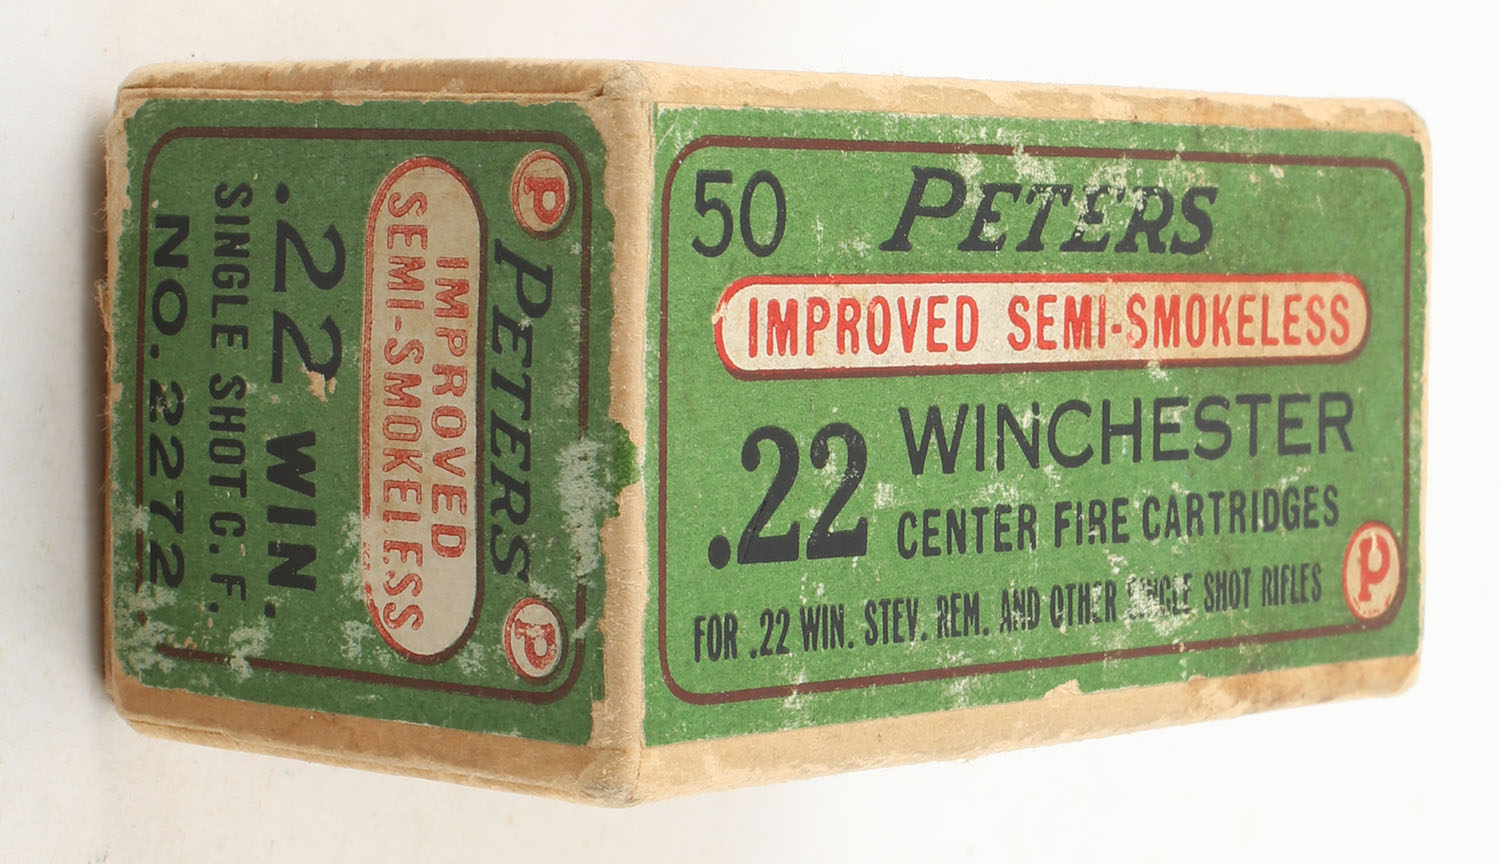 50 PETERS
IMPROVED SEMI-SMOKELESS
.22 WINCHESTER
CENTER FIRE CARTRIDGES
FOR .22 WIN. STEV. REM. AND OTHER SINGLE SHOT RIFLES
P
P PETERS P
IMPROVED
SEMI-SMOKELESS
.22 WIN.
SINGLE SHOT C.F.
NO. 2272.